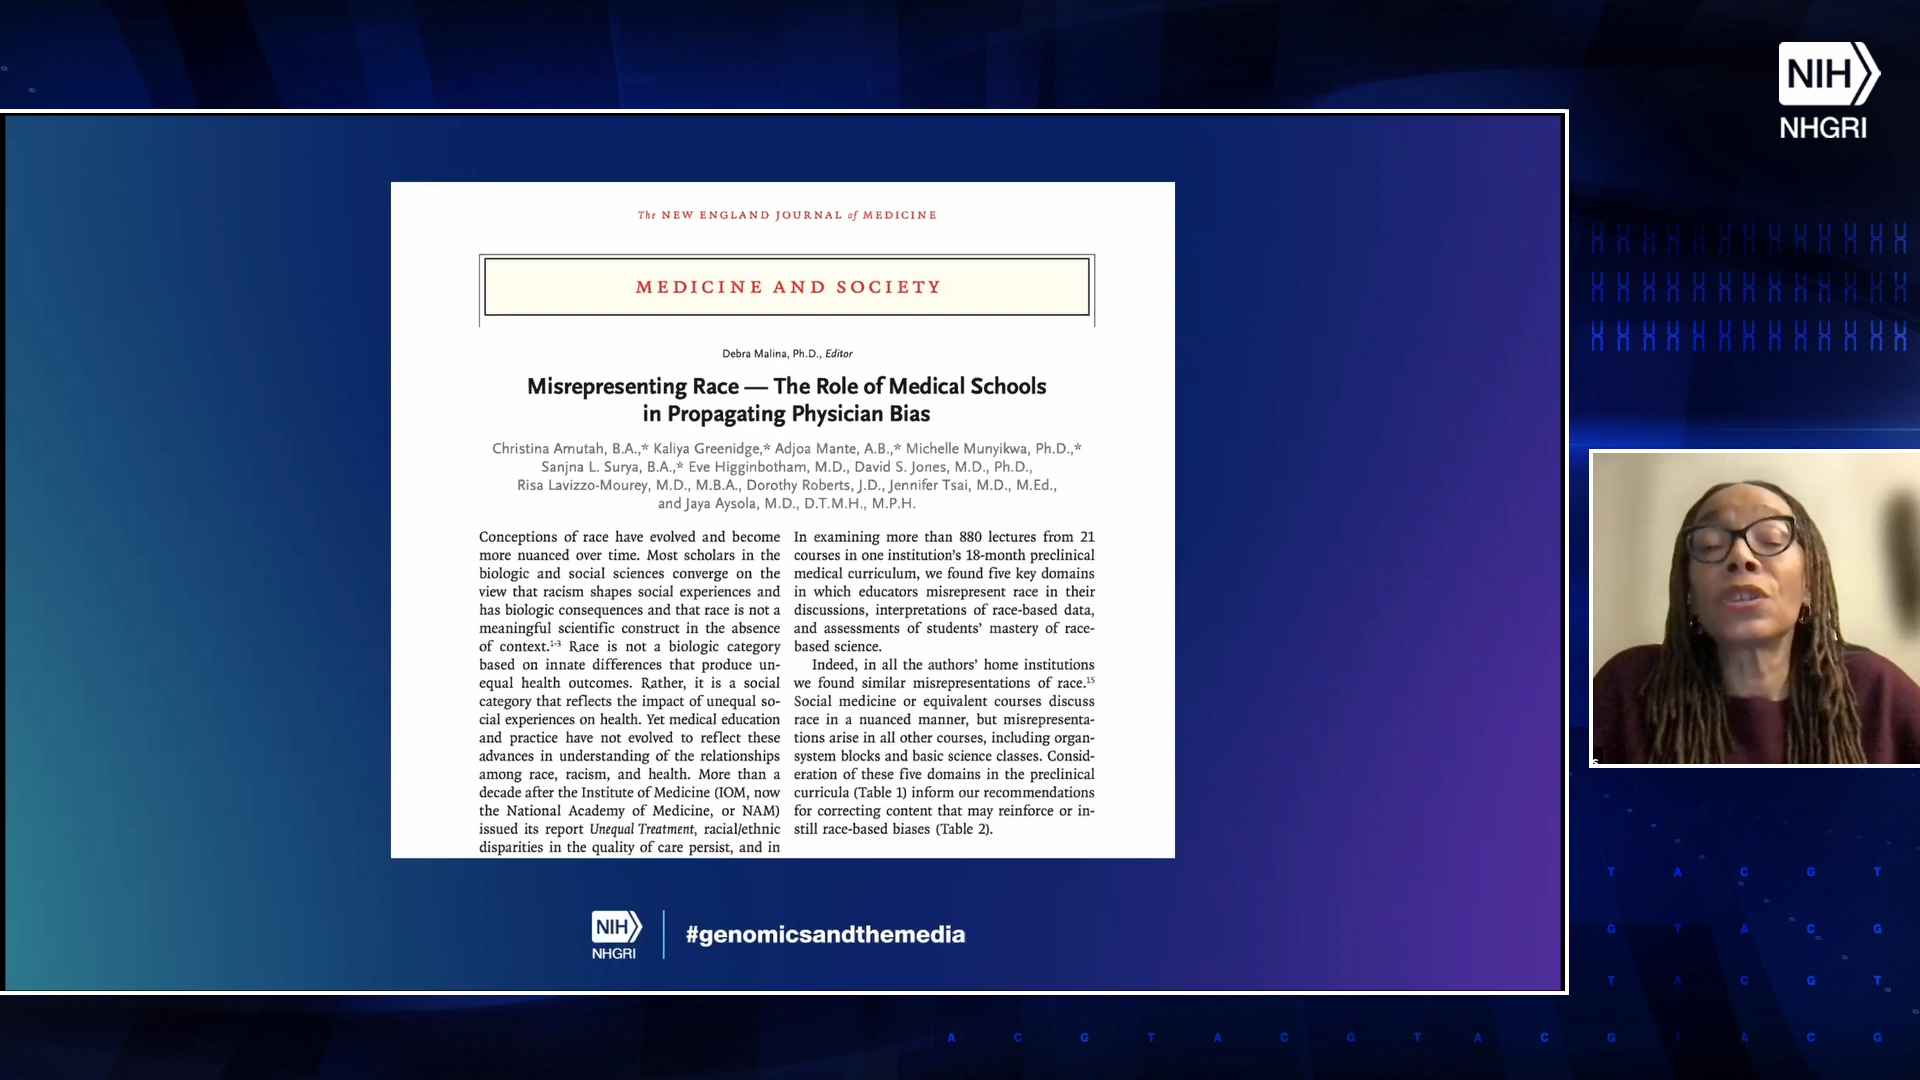 NIH
NHGRI
The NEW ENGLAND JOURNAL of MEDICINE
MEDICINE AND SOCIETY
Debra Malina, Ph.D., Editor
Misrepresenting Race — The Role of Medical Schools
in Propagating Physician Bias
Christina Amutah, B.A.,* Kaliya Greenidge,* Adjoa Mante, A.B.,* Michelle Munyikwa, Ph.D.,*
Sanjna L. Surya, B.A.,* Eve Higginbotham, M.D., David S. Jones, M.D., Ph.D.,
Risa Lavizzo-Mourey, M.D., M.B.A., Dorothy Roberts, J.D., Jennifer Tsai, M.D., M.Ed.,
and Jaya Aysola, M.D., D.T.M.H., M.P.H.
Conceptions of race have evolved and become
more nuanced over time. Most scholars in the
biologic and social sciences converge on the
view that racism shapes social experiences and
has biologic consequences and that race is not a
meaningful scientific construct in the absence
of context.1-3 Race is not a biologic category
based on innate differences that produce un-
equal health outcomes. Rather, it is a social
category that reflects the impact of unequal so-
cial experiences on health. Yet medical education
and practice have not evolved to reflect these
advances in understanding of the relationships
among race, racism, and health. More than a
decade after the Institute of Medicine (IOM, now
the National Academy of Medicine, or NAM)
issued its report Unequal Treatment, racial/ethnic
disparities in the quality of care persist, and in
In examining more than 880 lectures from 21
courses in one institution's 18-month preclinical
medical curriculum, we found five key domains
in which educators misrepresent race in their
discussions, interpretations of race-based data,
and assessments of students' mastery of race-
based science.
Indeed, in all the authors' home institutions
we found similar misrepresentations of race.15
Social medicine or equivalent courses discuss
race in a nuanced manner, but misrepresenta-
tions arise in all other courses, including organ-
system blocks and basic science classes. Consid-
eration of these five domains in the preclinical
curricula (Table 1) inform our recommendations
for correcting content that may reinforce or in-
still race-based biases (Table 2).
NIH
NHGRI
#genomicsandthemedia
T A C G T
G T A C G
T A C G T
A C G T A C G T A C G T A C G